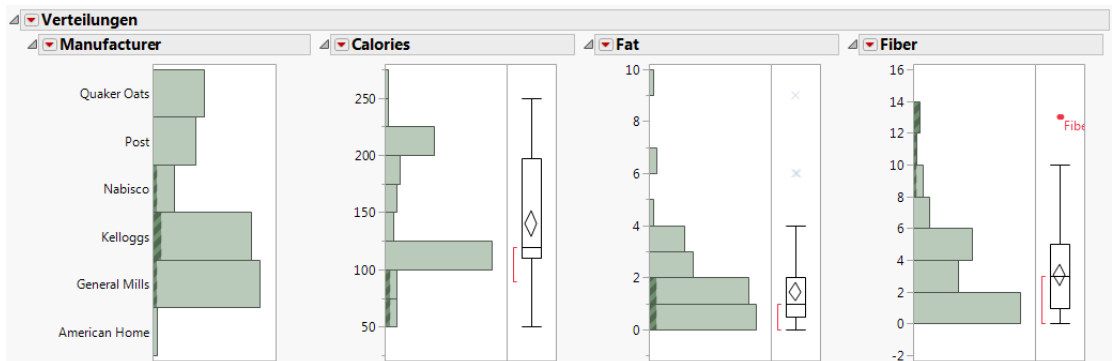 Verteilungen
Manufacturer
Quaker Oats
Post
Nabisco
Kelloggs
General Mills
American Home
Calories
250
200
150
100
50
Fat
10
8
6
4
2
0
Fiber
16
14
12
10
8
6
4
2
0
-2
Fibe